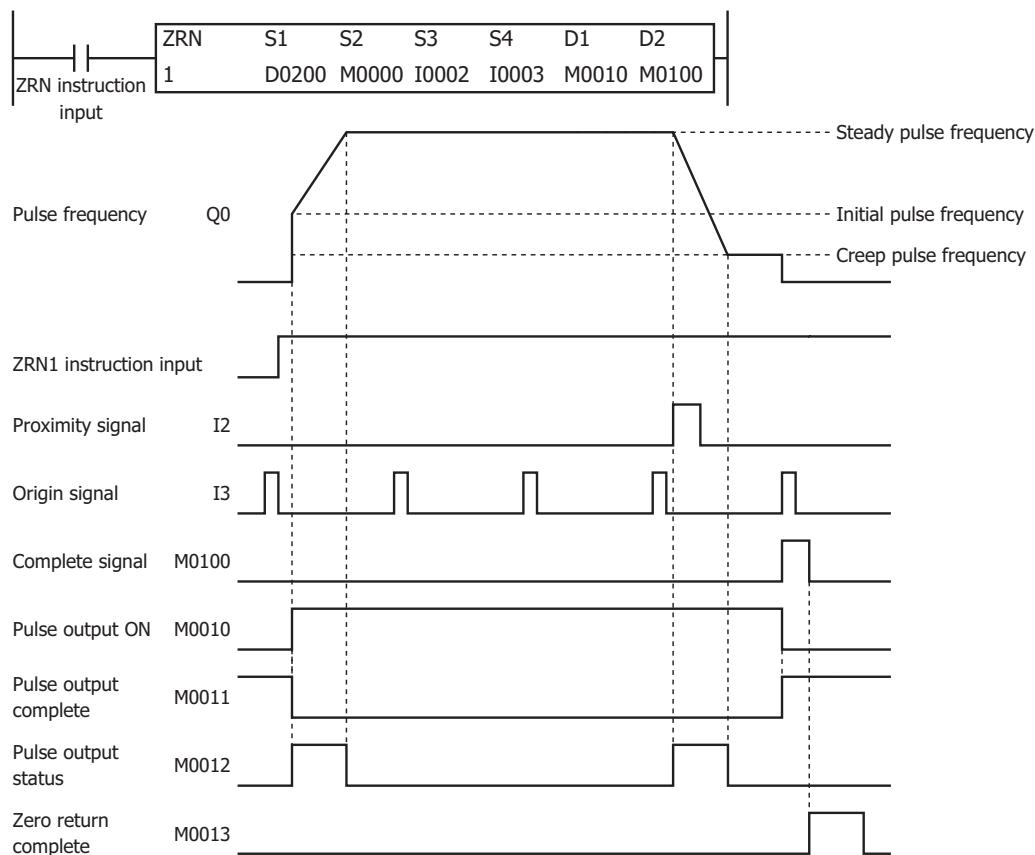 ZRN S1 S2 S3 S4 D1 D2
1 D0200 M0000 I0002 I0003 M0010 M0100
ZRN instruction
input
Steady pulse frequency
Pulse frequency Q0
Initial pulse frequency
Creep pulse frequency
ZRN1 instruction input
Proximity signal I2
Origin signal I3
Complete signal M0100
Pulse output ON M0010
Pulse output
complete M0011
Pulse output
status M0012
Zero return
complete M0013